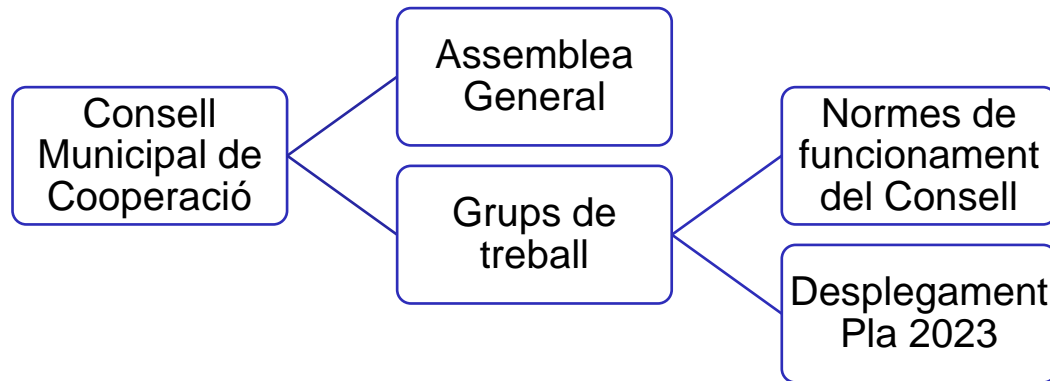 Consell
Municipal de
Cooperació
Assemblea
General
Grups de
treball
Normes de
funcionament
del Consell
Desplegament
Pla 2023